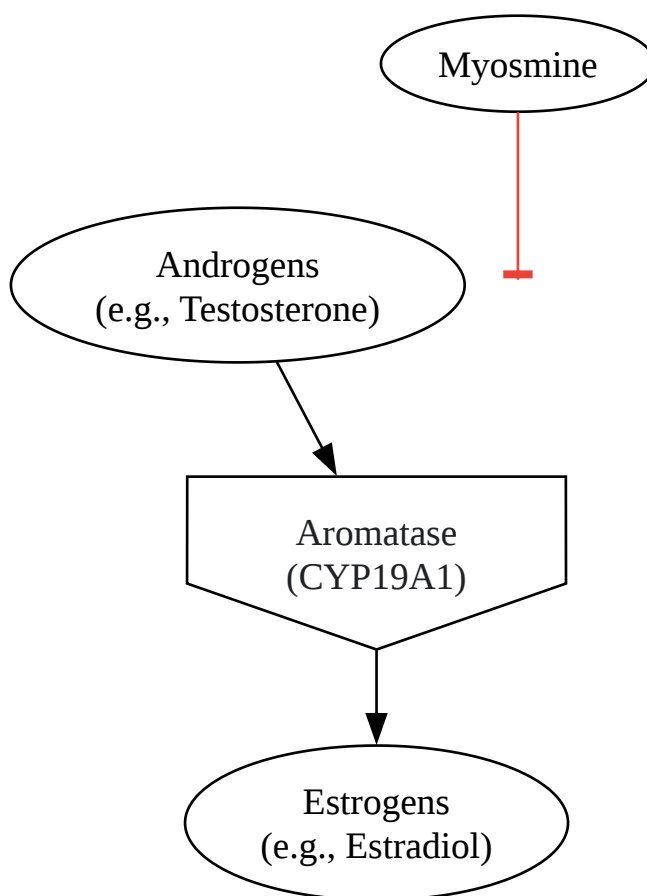 Myosmine
Androgens
(e.g., Testosterone)
Aromatase
(CYP19A1)
Estrogens
(e.g., Estradiol)